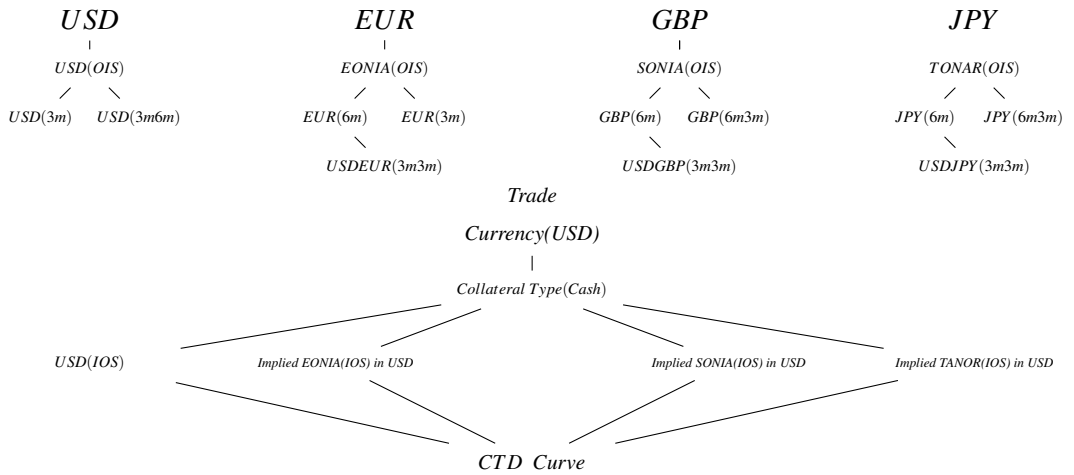 USD EUR GBP JPY
USD(OIS) EONIA(OIS) SONIA(OIS) TONAR(OIS)
USD(3m) USD(3m6m) EUR(6m) EUR(3m) GBP(6m) GBP(6m3m) JPY(6m) JPY(6m3m)
USDEUR(3m3m) USDGBP(3m3m) USDJPY(3m3m)
Trade
Currency(USD)
Collateral Type(Cash)
USD(IOS) Implied EONIA(IOS) in USD Implied SONIA(IOS) in USD Implied TANOR(IOS) in USD
CTD Curve